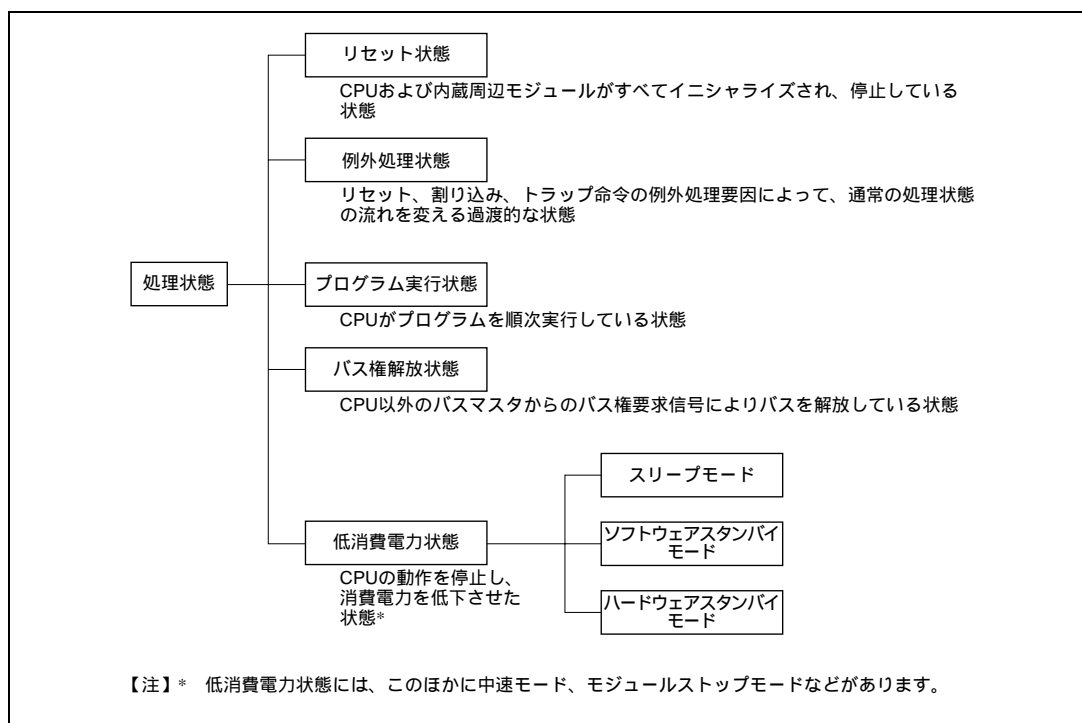 リセット状態
CPUおよび内蔵周辺モジュールがすべてイニシャライズされ、停止している
状態
例外処理状態
リセット、割り込み、トラップ命令の例外処理要因によって、通常の処理状態
の流れを変える過渡的な状態
処理状態
プログラム実行状態
CPUがプログラムを順次実行している状態
バス権解放状態
CPU以外のバスマスタからのバス権要求信号によりバスを解放している状態
スリープモード
低消費電力状態
CPUの動作を停止し、
消費電力を低下させた
状態*
ソフトウェアスタンバイ
モード
ハードウェアスタンバイ
モード
【注】* 低消費電力状態には、このほかに中速モード、モジュールストップモードなどがあります。